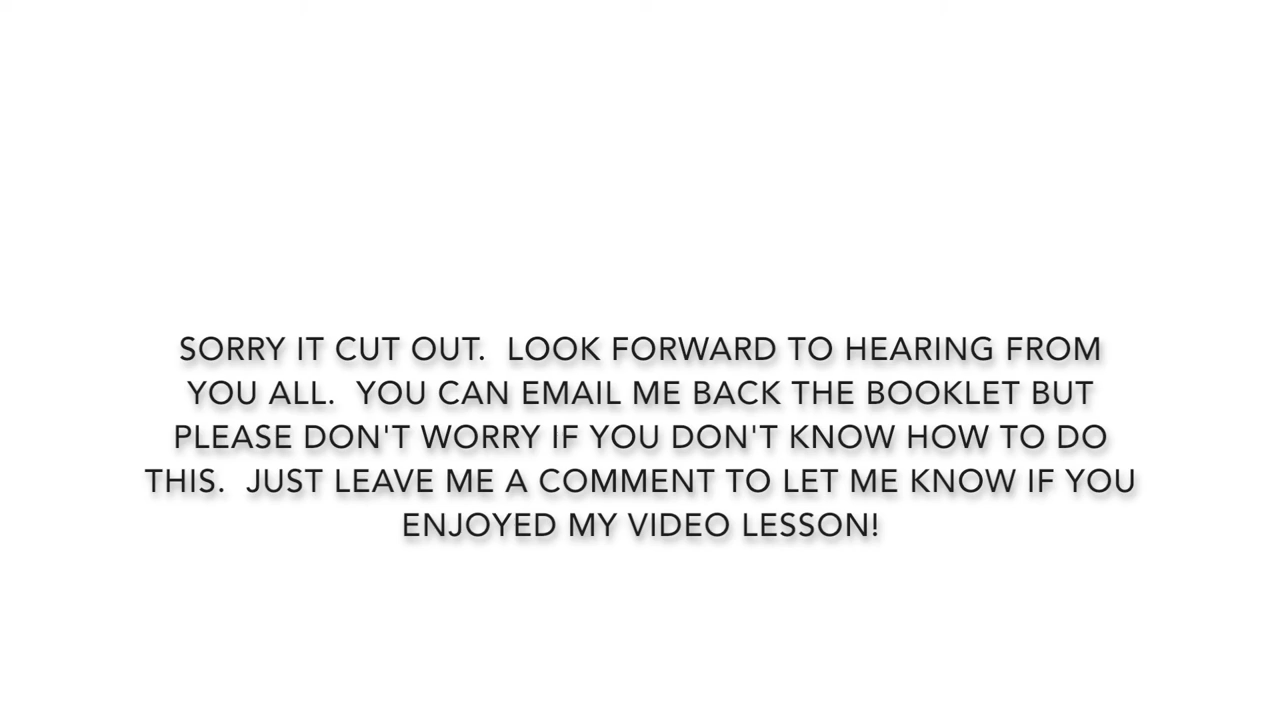 SORRY IT CUT OUT.  LOOK FORWARD TO HEARING FROM
YOU ALL.  YOU CAN EMAIL ME BACK THE BOOKLET BUT
PLEASE DON'T WORRY IF YOU DON'T KNOW HOW TO DO
THIS.  JUST LEAVE ME A COMMENT TO LET ME KNOW IF YOU
ENJOYED MY VIDEO LESSON!